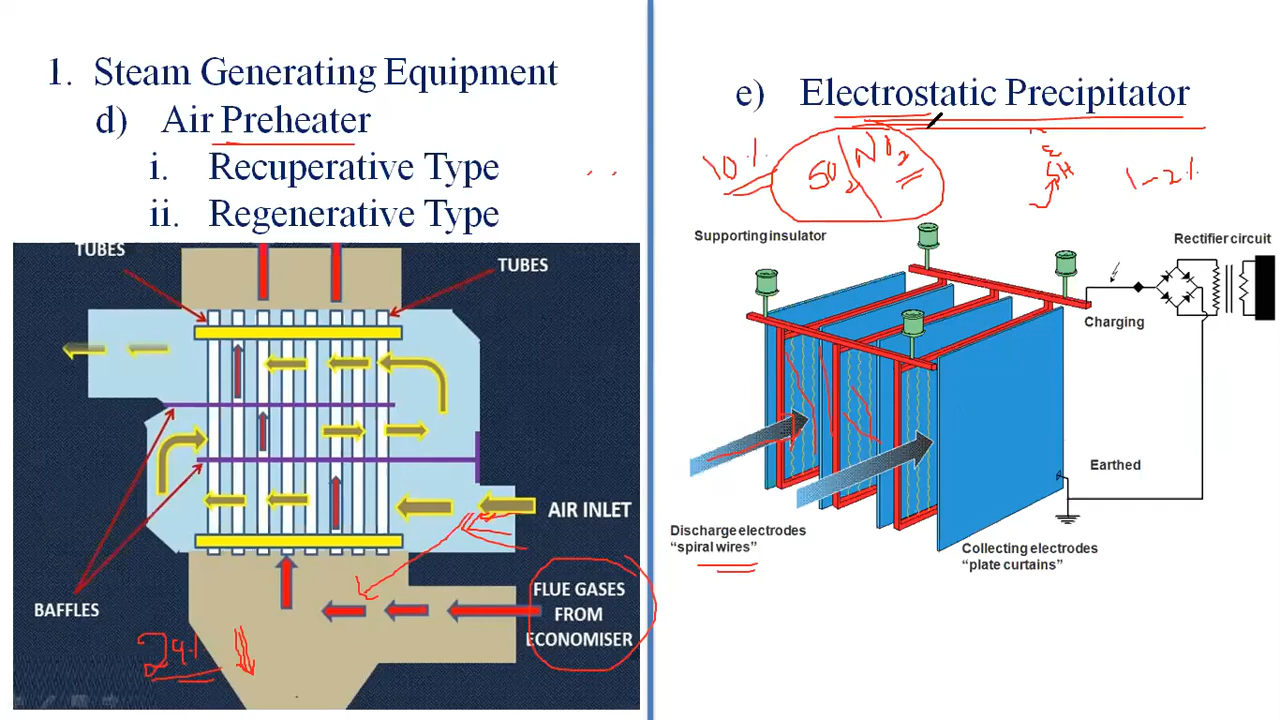 1. Steam Generating Equipment
d) Air Preheater
i. Recuperative Type
ii. Regenerative Type
TUBES
TUBES
AIR INLET
FLUE GASES
FROM
ECONOMISER
BAFFLES
e) Electrostatic Precipitator
10%
SO2 NO2
1-2%
Supporting insulator
Rectifier circuit
Charging
Earthed
Discharge electrodes
"spiral wires"
Collecting electrodes
"plate curtains"